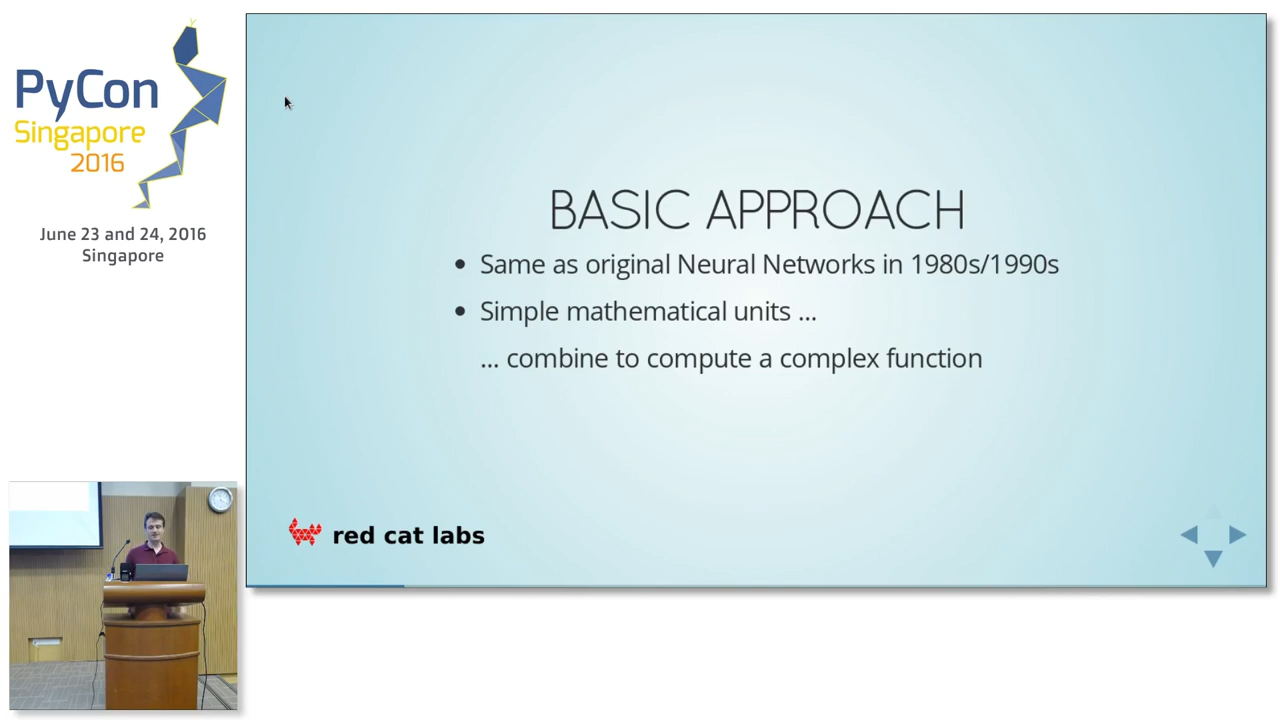 PyCon
Singapore
2016
June 23 and 24, 2016
Singapore
BASIC APPROACH
• Same as original Neural Networks in 1980s/1990s
• Simple mathematical units ...
... combine to compute a complex function
red cat labs